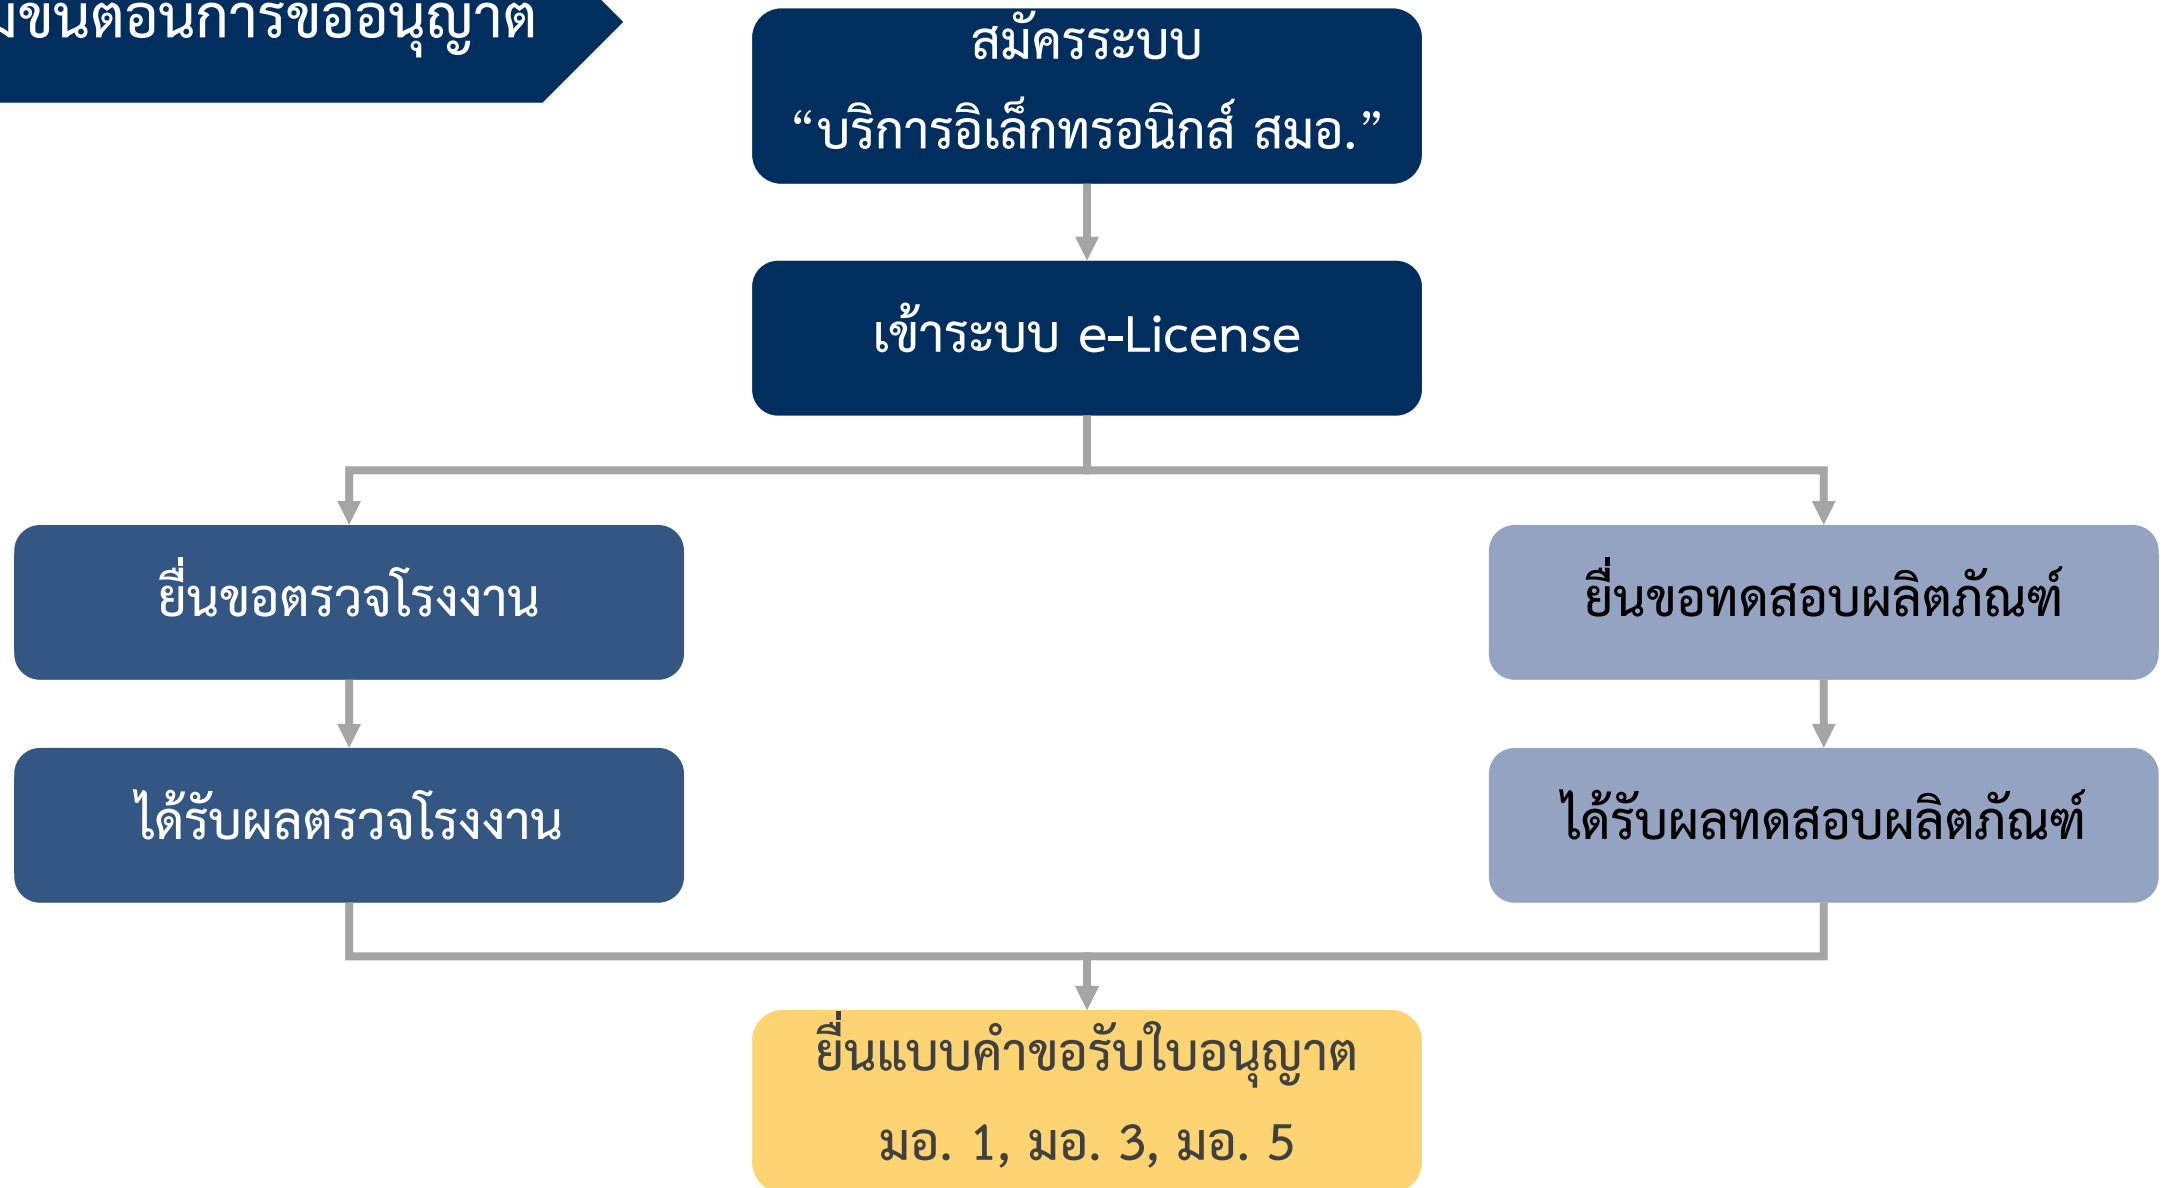 ขั้นตอนการขออนุญาต
สมัครระบบ
“บริการอิเล็กทรอนิกส์ สมอ.”
เข้าระบบ e-License
ยื่นขอตรวจโรงงาน
ยื่นขอทดสอบผลิตภัณฑ์
ได้รับผลตรวจโรงงาน
ได้รับผลทดสอบผลิตภัณฑ์
ยื่นแบบคำขอรับใบอนุญาต
มอ. 1, มอ. 3, มอ. 5